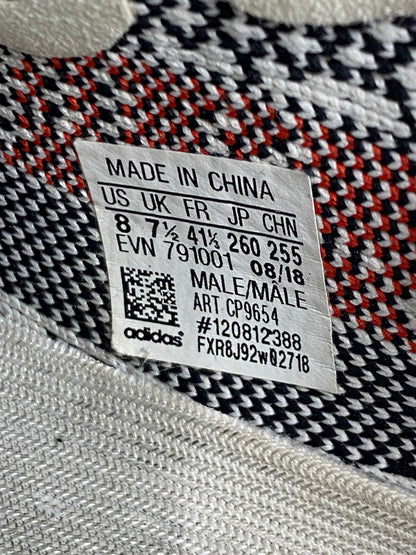 MADE IN CHINA
US UK FR JP CHN
8 7½ 41⅓ 260 255
EVN 791001 08/18
MALE/MÂLE
ART CP9654
#120812388
FXR8J92W02718
adidas